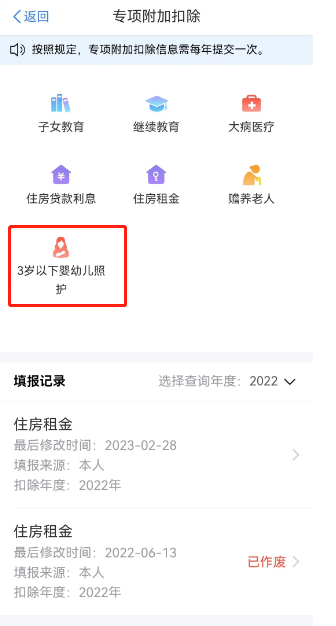 返回
专项附加扣除
按照规定，专项附加扣除信息需每年提交一次。
子女教育
继续教育
大病医疗
住房贷款利息
住房租金
赡养老人
3岁以下婴幼儿照
护
填报记录
选择查询年度：2022
住房租金
最后修改时间：2023-02-28
填报来源：本人
扣除年度：2022年
住房租金
最后修改时间：2022-06-13
已作废
填报来源：本人
扣除年度：2022年